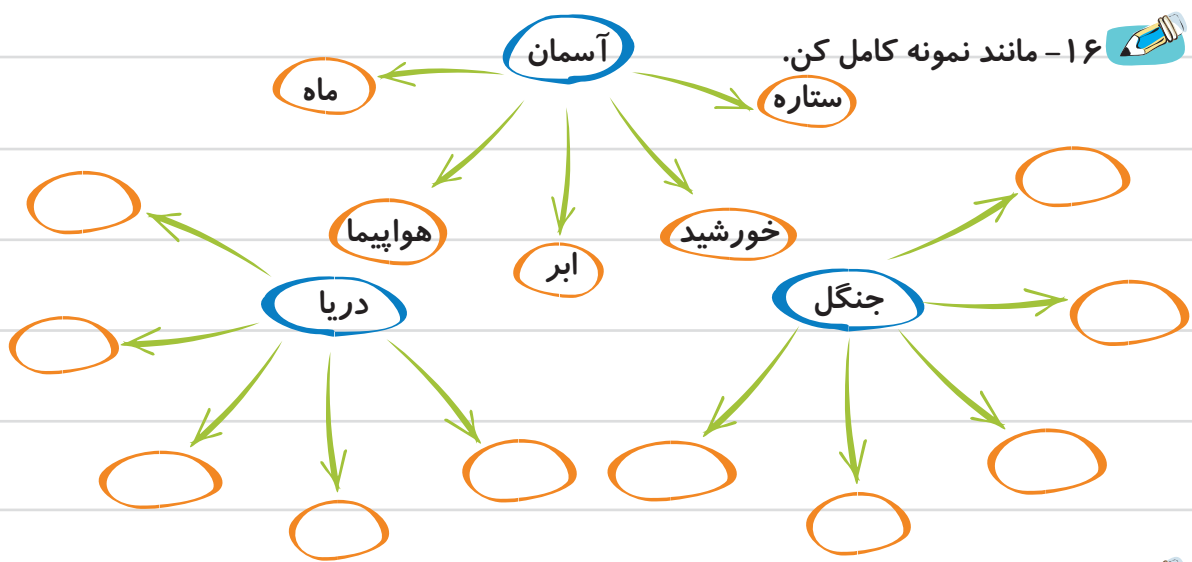 ۱۶- مانند نمونه کامل کن.
آسمان
ستاره
ماه
خورشید
ابر
هواپیما
جنگل
دریا